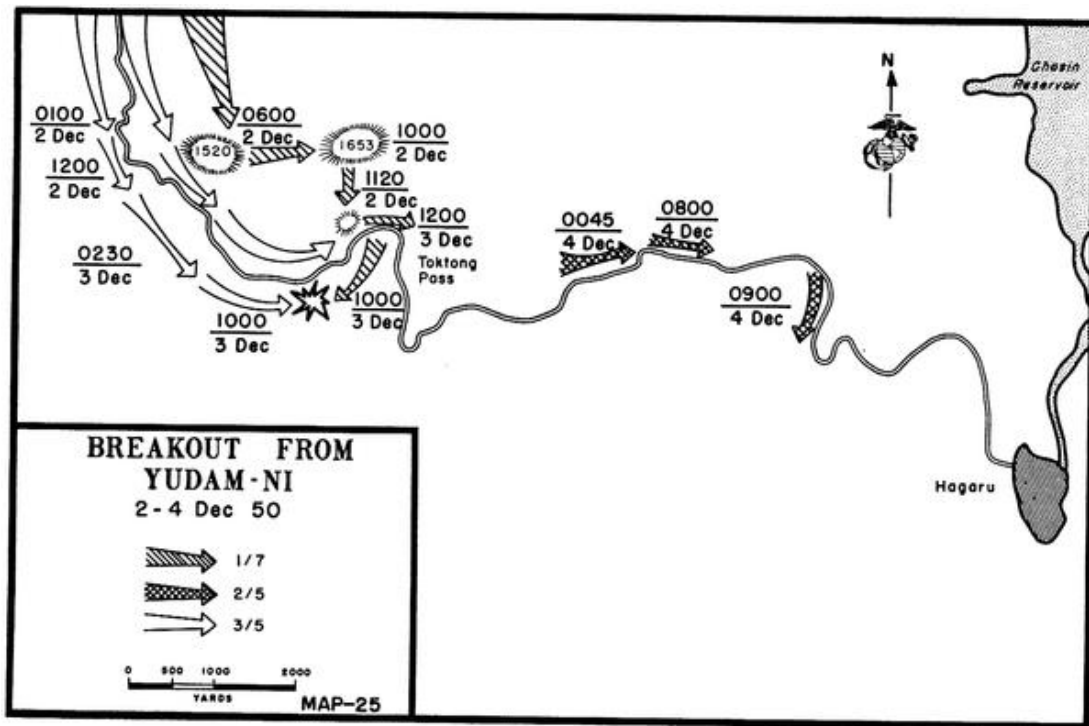 N
Chosin
Reservoir
0100
2 Dec
1200
2 Dec
0230
3 Dec
1000
3 Dec
1520
0600
2 Dec
1653
1000
2 Dec
1120
2 Dec
1200
3 Dec
Toktong
Pass
1000
3 Dec
0045
4 Dec
0800
4 Dec
0900
4 Dec
Hagaru
BREAKOUT FROM
YUDAM-NI
2-4 Dec 50
1/7
2/5
3/5
0 500 1000 2000
YARDS
MAP-25